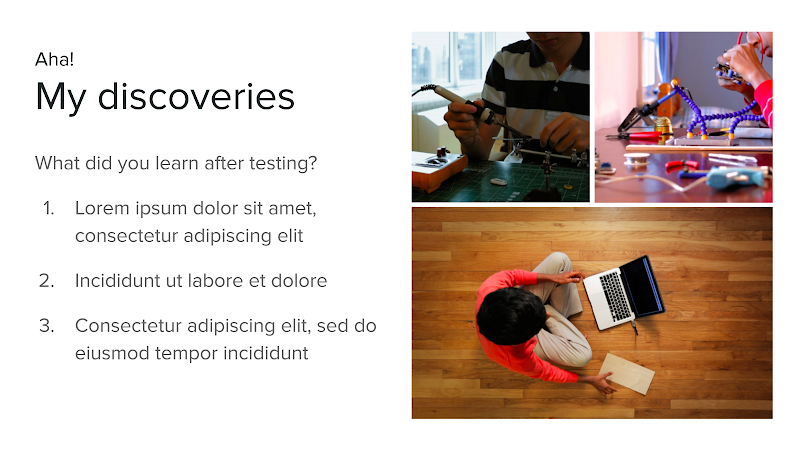 Aha!
My discoveries
What did you learn after testing?
1. Lorem ipsum dolor sit amet,
consectetur adipiscing elit
2. Incididunt ut labore et dolore
3. Consectetur adipiscing elit, sed do
eiusmod tempor incididunt